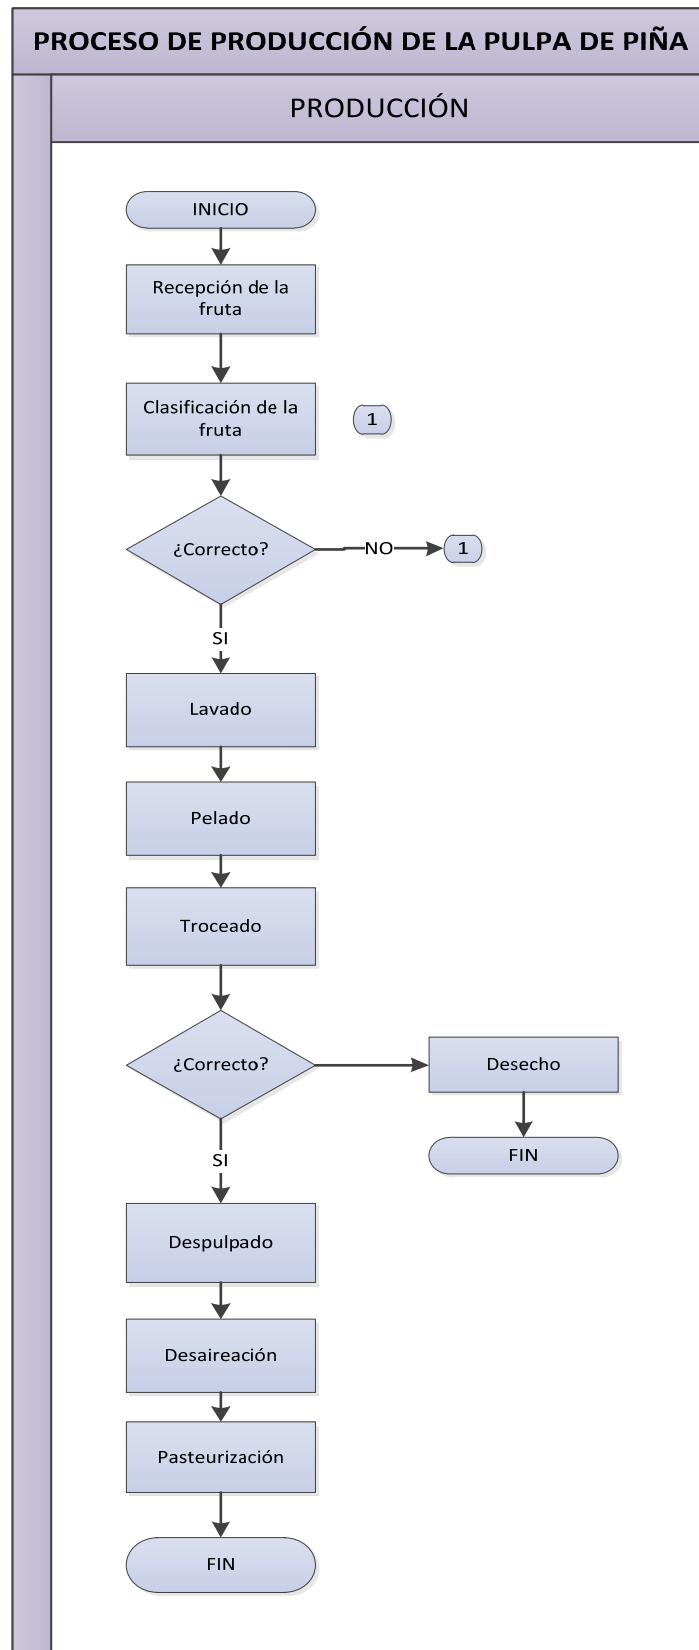 PROCESO DE PRODUCCIÓN DE LA PULPA DE PIÑA
PRODUCCIÓN
INICIO
Recepción de la
fruta
Clasificación de la
fruta
1
¿Correcto?
NO
1
SI
Lavado
Pelado
Troceado
¿Correcto?
Desecho
FIN
SI
Despulpado
Desaireación
Pasteurización
FIN